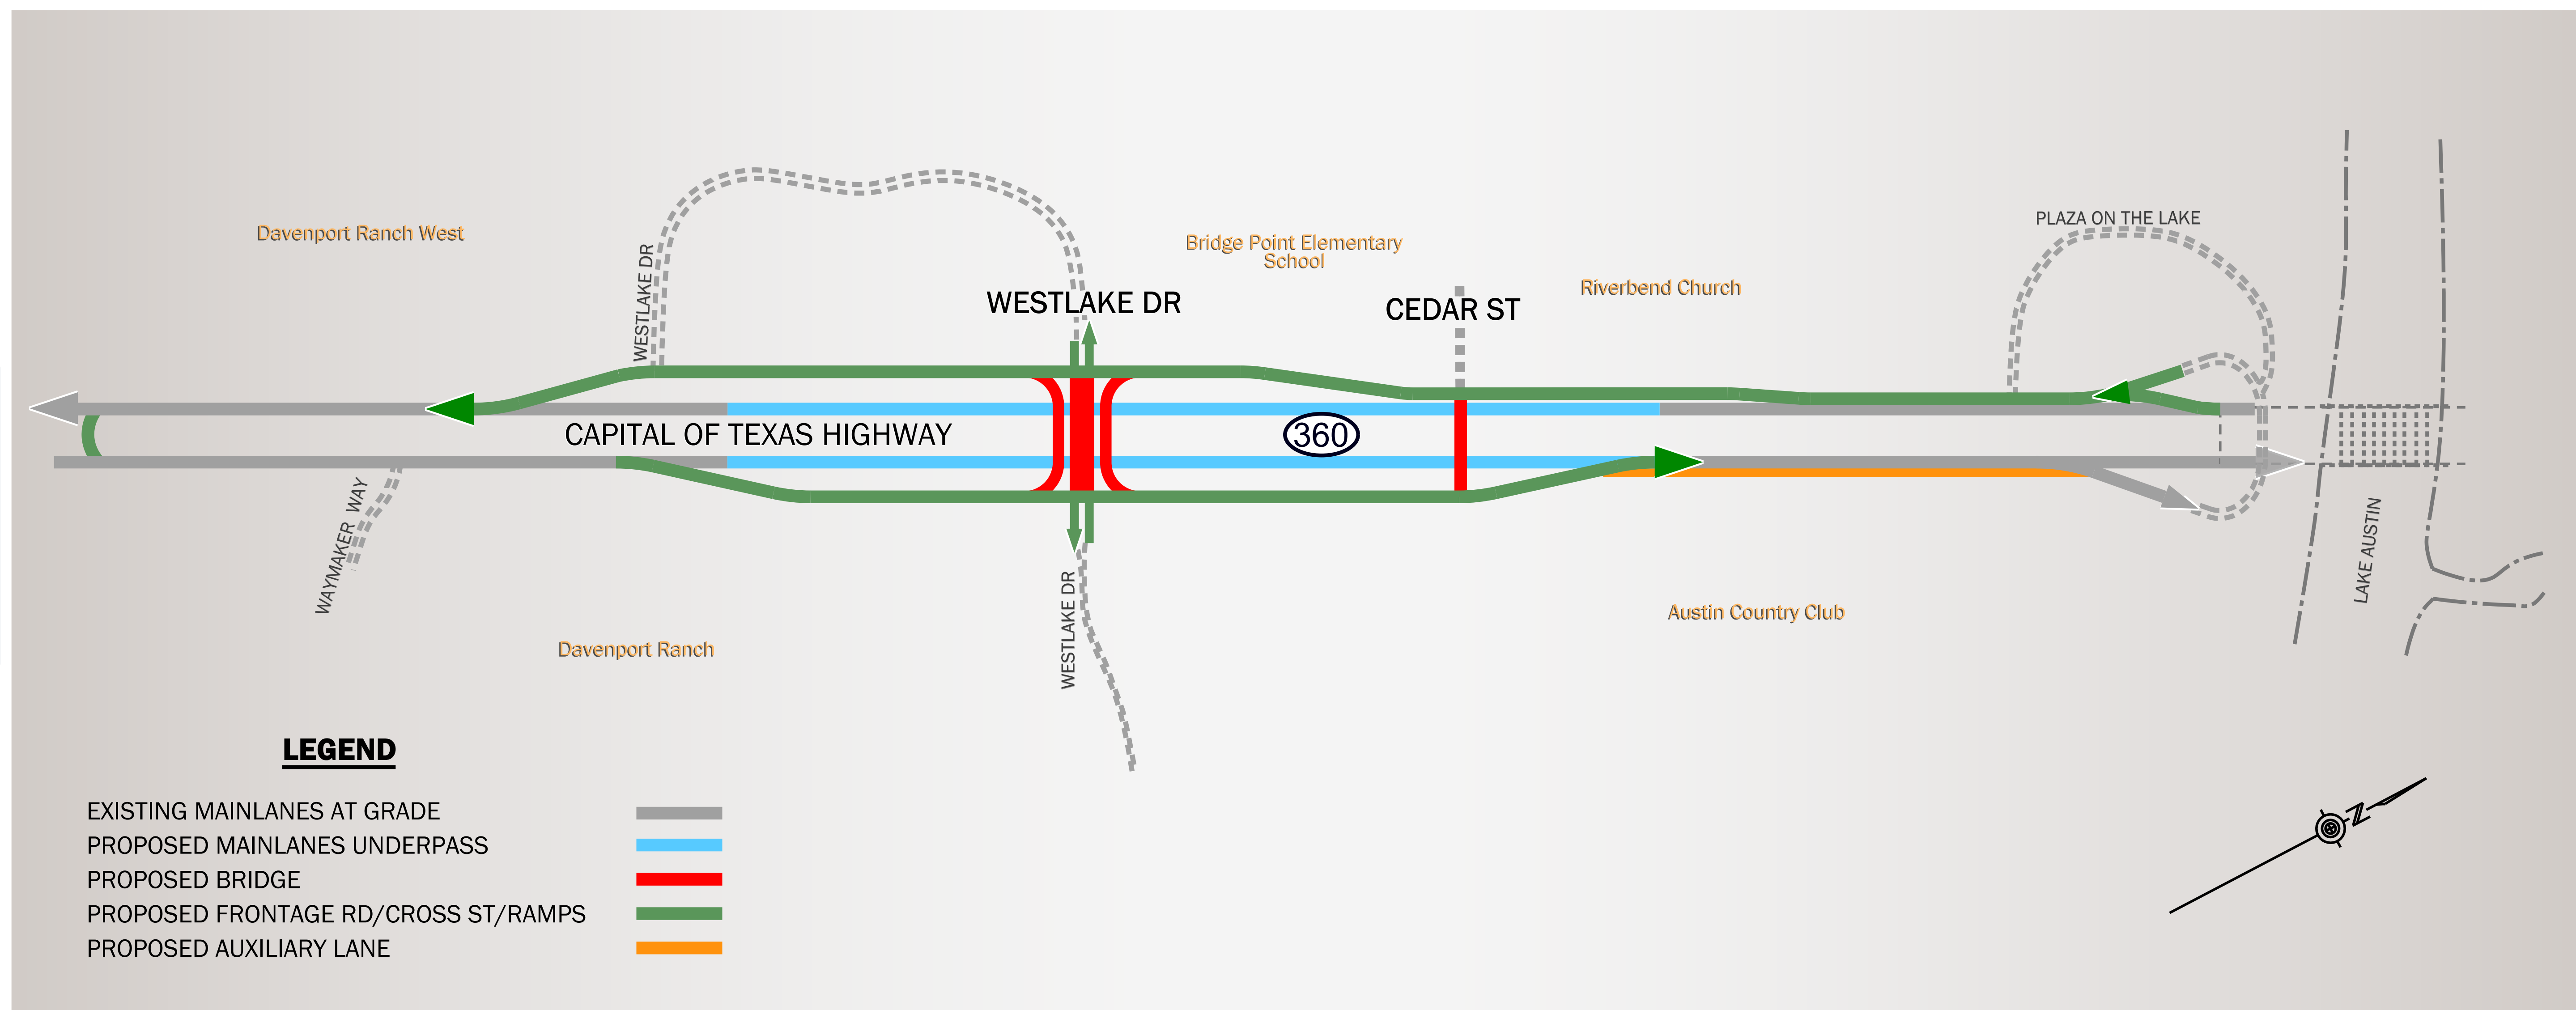 PLAZA ON THE LAKE
Davenport Ranch West
Bridge Point Elementary
School
WESTLAKE DR
Riverbend Church
WESTLAKE DR
CEDAR ST
CAPITAL OF TEXAS HIGHWAY
360
WAYMAKER WAY
LAKE AUSTIN
WESTLAKE DR
Austin Country Club
Davenport Ranch
LEGEND
EXISTING MAINLANES AT GRADE
PROPOSED MAINLANES UNDERPASS
PROPOSED BRIDGE
PROPOSED FRONTAGE RD/CROSS ST/RAMPS
PROPOSED AUXILIARY LANE
N